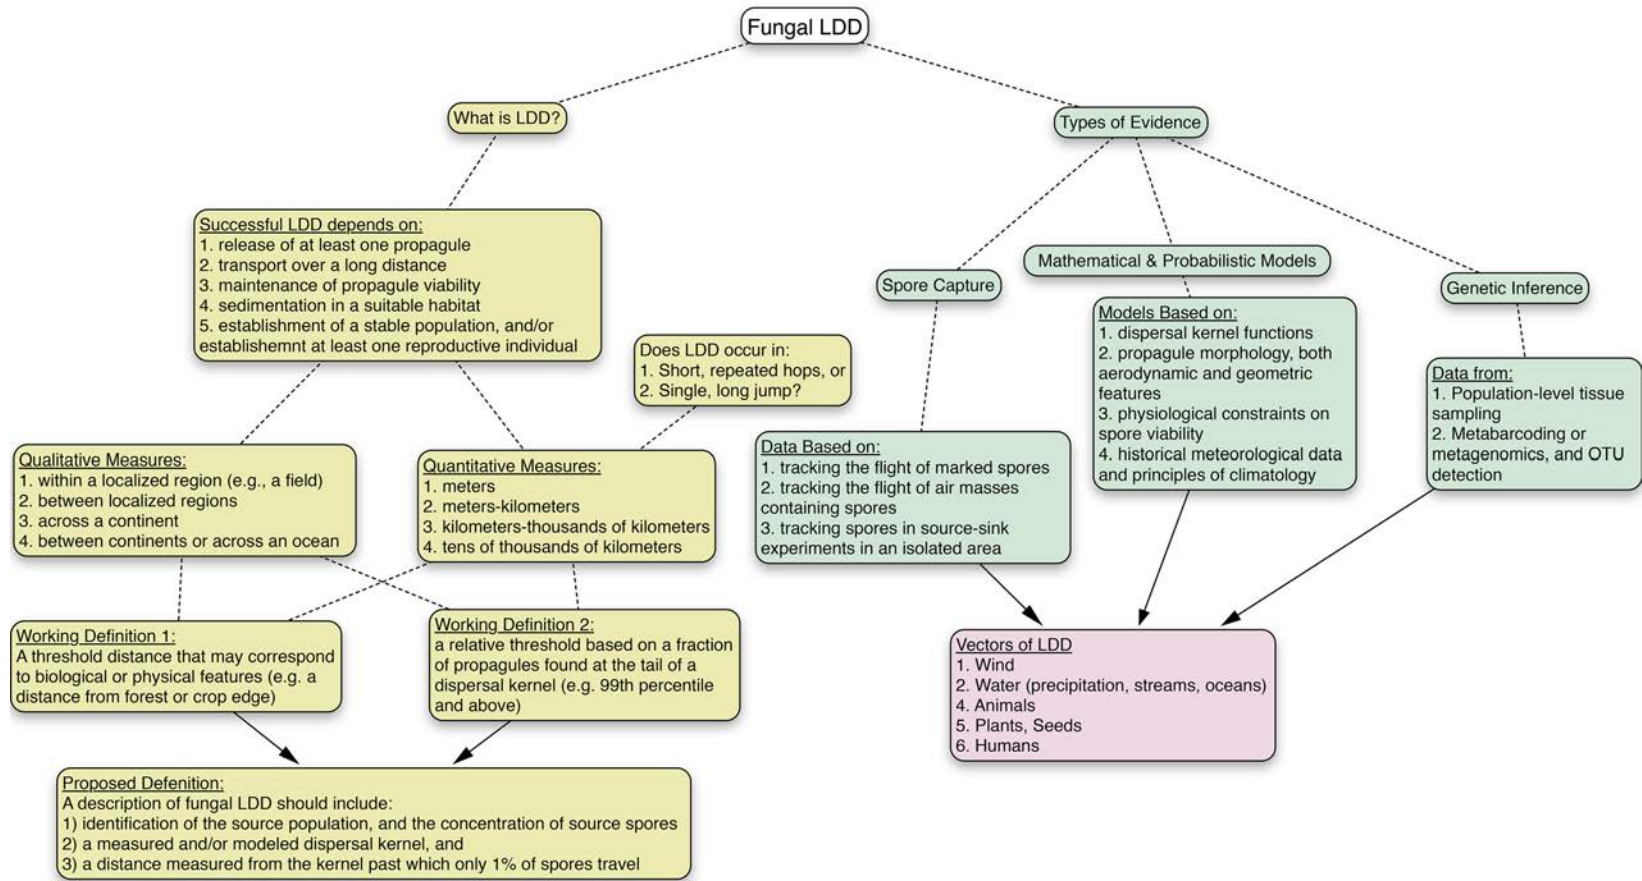 Fungal LDD
What is LDD?
Types of Evidence
Successful LDD depends on:
1. release of at least one propagule
2. transport over a long distance
3. maintenance of propagule viability
4. sedimentation in a suitable habitat
5. establishment of a stable population, and/or
establishemnt at least one reproductive individual
Does LDD occur in:
1. Short, repeated hops, or
2. Single, long jump?
Qualitative Measures:
1. within a localized region (e.g., a field)
2. between localized regions
3. across a continent
4. between continents or across an ocean
Quantitative Measures:
1. meters
2. meters-kilometers
3. kilometers-thousands of kilometers
4. tens of thousands of kilometers
Working Definition 1:
A threshold distance that may correspond
to biological or physical features (e.g. a
distance from forest or crop edge)
Working Definition 2:
a relative threshold based on a fraction
of propagules found at the tail of a
dispersal kernel (e.g. 99th percentile
and above)
Proposed Defenition:
A description of fungal LDD should include:
1) identification of the source population, and the concentration of source spores
2) a measured and/or modeled dispersal kernel, and
3) a distance measured from the kernel past which only 1% of spores travel
Spore Capture
Data Based on:
1. tracking the flight of marked spores
2. tracking the flight of air masses
containing spores
3. tracking spores in source-sink
experiments in an isolated area
Mathematical & Probabilistic Models
Models Based on:
1. dispersal kernel functions
2. propagule morphology, both
aerodynamic and geometric
features
3. physiological constraints on
spore viability
4. historical meteorological data
and principles of climatology
Genetic Inference
Data from:
1. Population-level tissue
sampling
2. Metabarcoding or
metagenomics, and OTU
detection
Vectors of LDD
1. Wind
2. Water (precipitation, streams, oceans)
4. Animals
5. Plants, Seeds
6. Humans